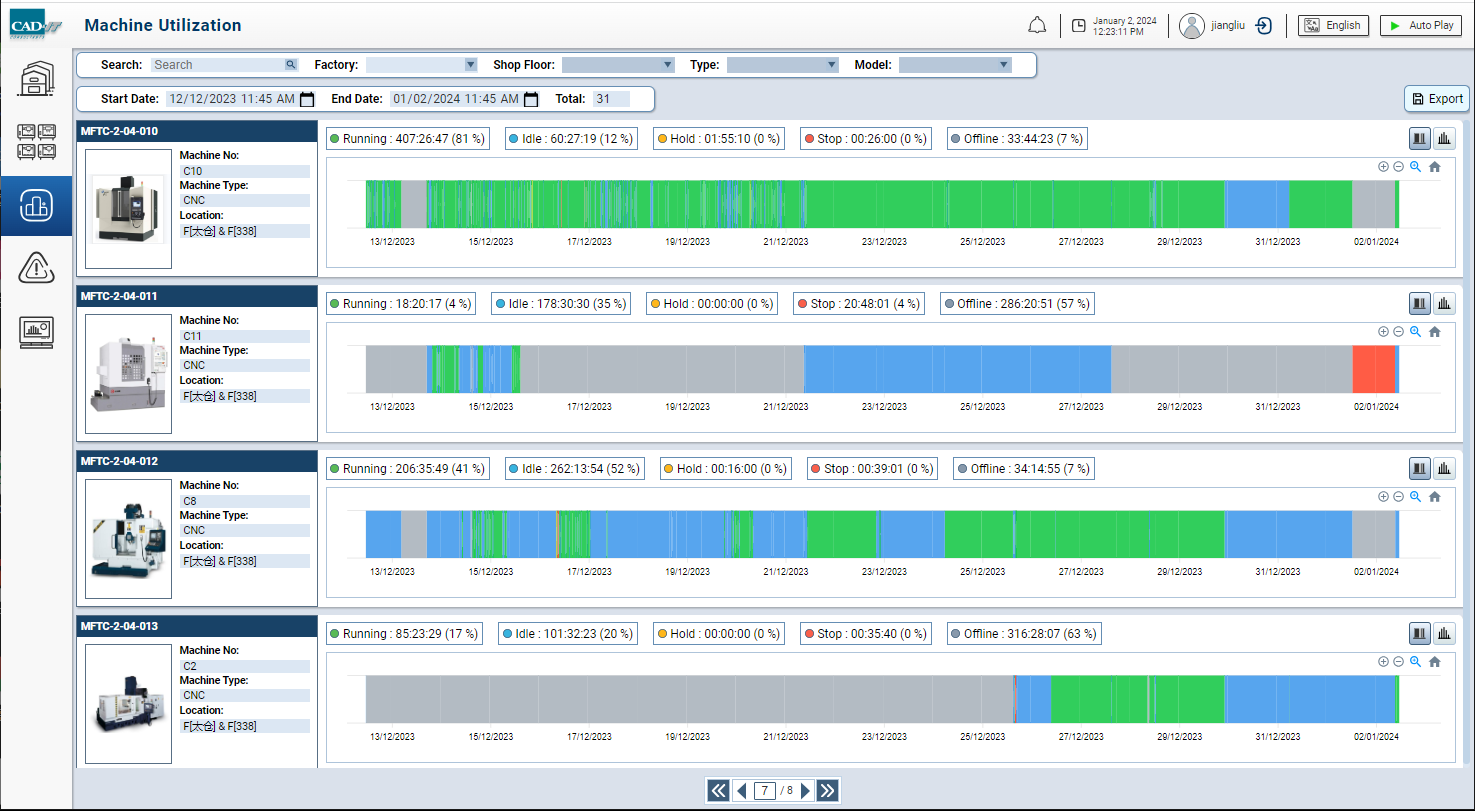 CAD-IT
CONSULTANTS
Machine Utilization
January 2, 2024
12:23:11 PM
jiangliu
English
Auto Play
Search: Search Factory: Shop Floor: Type: Model:
Start Date: 12/12/2023 11:45 AM End Date: 01/02/2024 11:45 AM Total: 31
Export
MFTC-2-04-010
Machine No:
C10
Machine Type:
CNC
Location:
F[太仓] & F[338]
Running : 407:26:47 (81 %) Idle : 60:27:19 (12 %) Hold : 01:55:10 (0 %) Stop : 00:26:00 (0 %) Offline : 33:44:23 (7 %)
13/12/2023 15/12/2023 17/12/2023 19/12/2023 21/12/2023 23/12/2023 25/12/2023 27/12/2023 29/12/2023 31/12/2023 02/01/2024
MFTC-2-04-011
Machine No:
C11
Machine Type:
CNC
Location:
F[太仓] & F[338]
Running : 18:20:17 (4 %) Idle : 178:30:30 (35 %) Hold : 00:00:00 (0 %) Stop : 20:48:01 (4 %) Offline : 286:20:51 (57 %)
13/12/2023 15/12/2023 17/12/2023 19/12/2023 21/12/2023 23/12/2023 25/12/2023 27/12/2023 29/12/2023 31/12/2023 02/01/2024
MFTC-2-04-012
Machine No:
C8
Machine Type:
CNC
Location:
F[太仓] & F[338]
Running : 206:35:49 (41 %) Idle : 262:13:54 (52 %) Hold : 00:16:00 (0 %) Stop : 00:39:01 (0 %) Offline : 34:14:55 (7 %)
13/12/2023 15/12/2023 17/12/2023 19/12/2023 21/12/2023 23/12/2023 25/12/2023 27/12/2023 29/12/2023 31/12/2023 02/01/2024
MFTC-2-04-013
Machine No:
C2
Machine Type:
CNC
Location:
F[太仓] & F[338]
Running : 85:23:29 (17 %) Idle : 101:32:23 (20 %) Hold : 00:00:00 (0 %) Stop : 00:35:40 (0 %) Offline : 316:28:07 (63 %)
13/12/2023 15/12/2023 17/12/2023 19/12/2023 21/12/2023 23/12/2023 25/12/2023 27/12/2023 29/12/2023 31/12/2023 02/01/2024
7 / 8